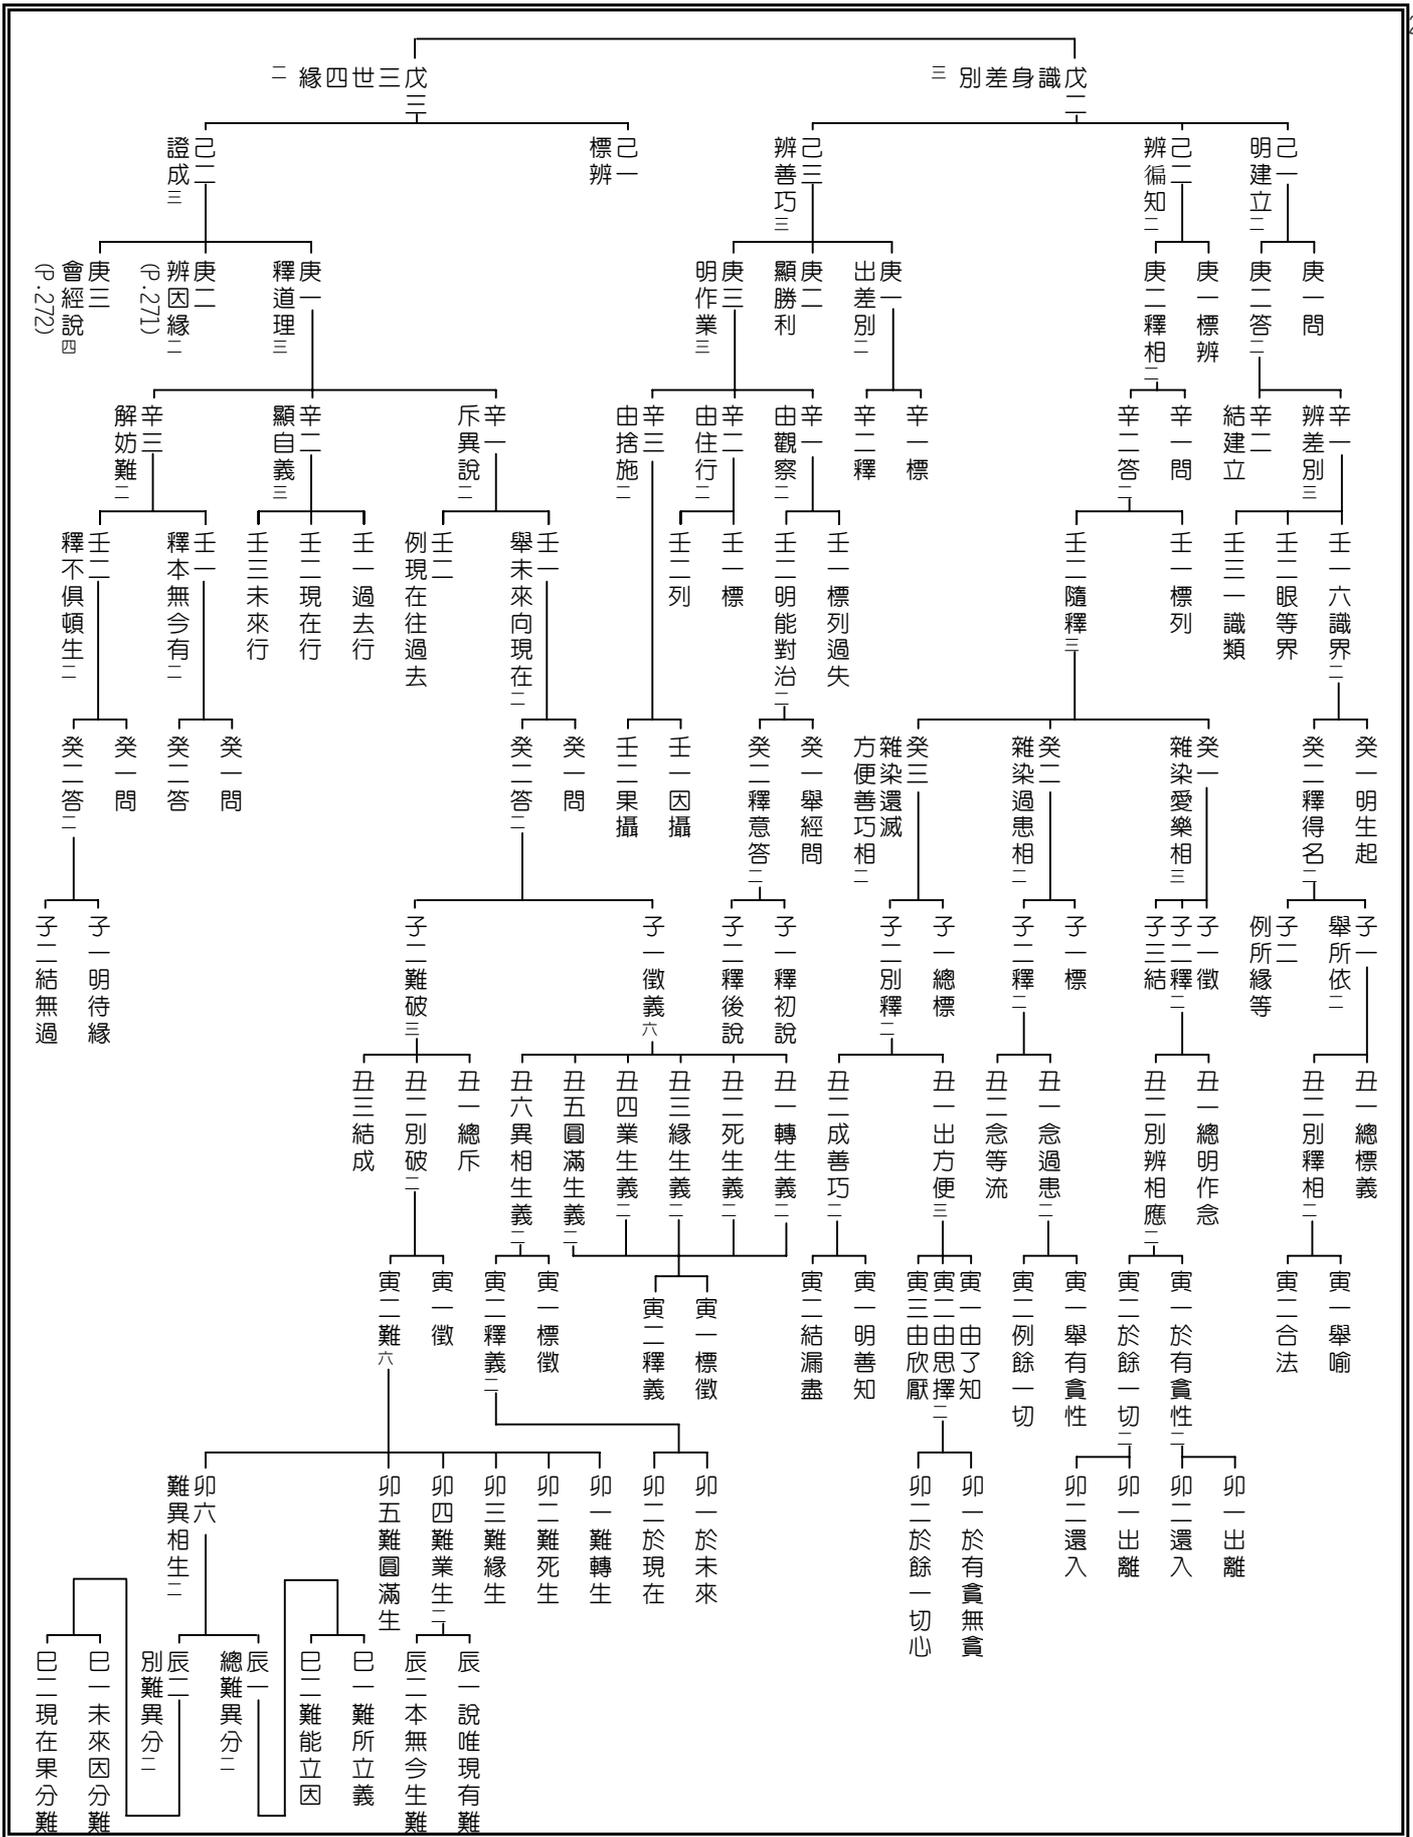 戊二識身差別三
戊三三世四緣二
己一明建立二
己二辨徧知二
己三辨善巧三
己一標辨
己二證成三
庚一問
庚二答二
庚一標辨
庚二釋相二
庚一出差別二
庚二顯勝利
庚三明作業三
庚一釋道理三
庚二辨因緣二(P.271)
庚三會經說四(P.272)
辛一辨差別三
辛二結建立
辛一問
辛二答二
辛一標
辛二釋
辛一由觀察二
辛二由住行二
辛三由捨施二
辛一斥異說二
辛二顯自義三
辛三解妨難二
壬一六識界二
壬二眼等界
壬三一識類
壬一標列
壬二隨釋三
壬一標列過失
壬二明能對治二
壬一標
壬二列
壬一舉未來向現在二
壬二例現在往過去
壬一過去行
壬二現在行
壬三未來行
壬一釋本無今有二
壬二釋不俱頓生二
癸一明生起
癸二釋得名二
癸一雜染愛樂相三
癸二雜染過患相二
癸三雜染還滅方便善巧相二
癸一舉經問
癸二釋意答二
壬一因攝
壬二果攝
癸一問
癸二答二
癸一問
癸二答
癸一問
癸二答二
子一舉所依二
子二例所緣等
子一徵
子二釋二
子三結
子一標
子二釋二
子一總標
子二別釋二
子一釋初說
子二釋後說
子一徵義六
子二難破三
子一明待緣
子二結無過
丑一總標義
丑二別釋相二
丑一總明作念
丑二別辨相應二
丑一念過患二
丑二念等流
丑一出方便三
丑二成善巧二
丑一轉生義二
丑二死生義二
丑三緣生義二
丑四業生義二
丑五圓滿生義二
丑六異相生義二
丑一總斥
丑二別破二
丑三結成
寅一舉喻
寅二合法
寅一於有貪性二
寅二於餘一切二
寅一舉有貪性
寅二例餘一切
寅一由了知
寅二由思擇二
寅三由欣厭
寅一明善知
寅二結漏盡
寅一標徵
寅二釋義
寅一標徵
寅二釋義二
寅一徵
寅二難六
卯一出離
卯二還入
卯一出離
卯二還入
卯一於有貪無貪
卯二於餘一切心
卯一於未來
卯二於現在
卯一難轉生
卯二難死生
卯三難緣生
卯四難業生二
卯五難圓滿生
卯六難異相生二
辰一說唯現有難
辰二本無今生難
巳一難所立義
巳二難能立因
辰一總難異分二
辰二別難異分二
巳一未來因分難
巳二現在果分難